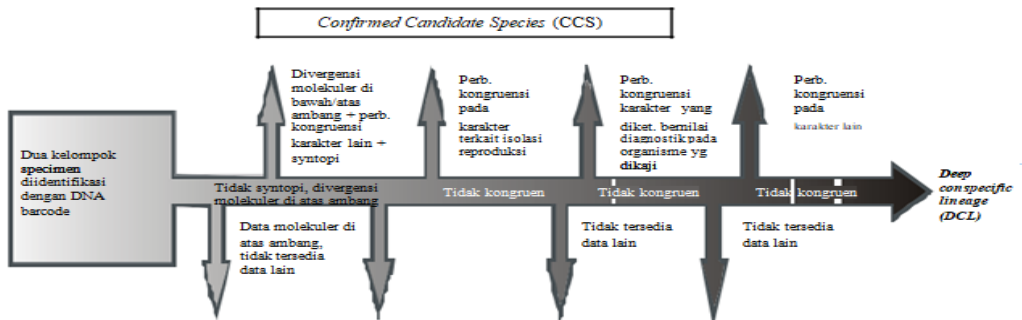 Confirmed Candidate Species (CCS)
Divergensi
molekuler di
bawah/atas
ambang + perb.
kongruensi
karakter lain +
syntopi
Perb.
kongruensi
pada
karakter
terkait isolasi
reproduksi
Perb.
kongruensi
karakter yang
diket. bernilai
diagnostik pada
organisme yg
dikaji
Perb.
kongruensi
pada
karakter lain
Dua kelompok
specimen
diidentifikasi
dengan DNA
barcode
Tidak syntopi, divergensi
molekuler di atas ambang
Tidak kongruen
Tidak kongruen
Tidak kongruen
Deep
conspecific
lineage
(DCL)
Data molekuler di
atas ambang,
tidak tersedia
data lain
Tidak tersedia
data lain
Tidak tersedia
data lain